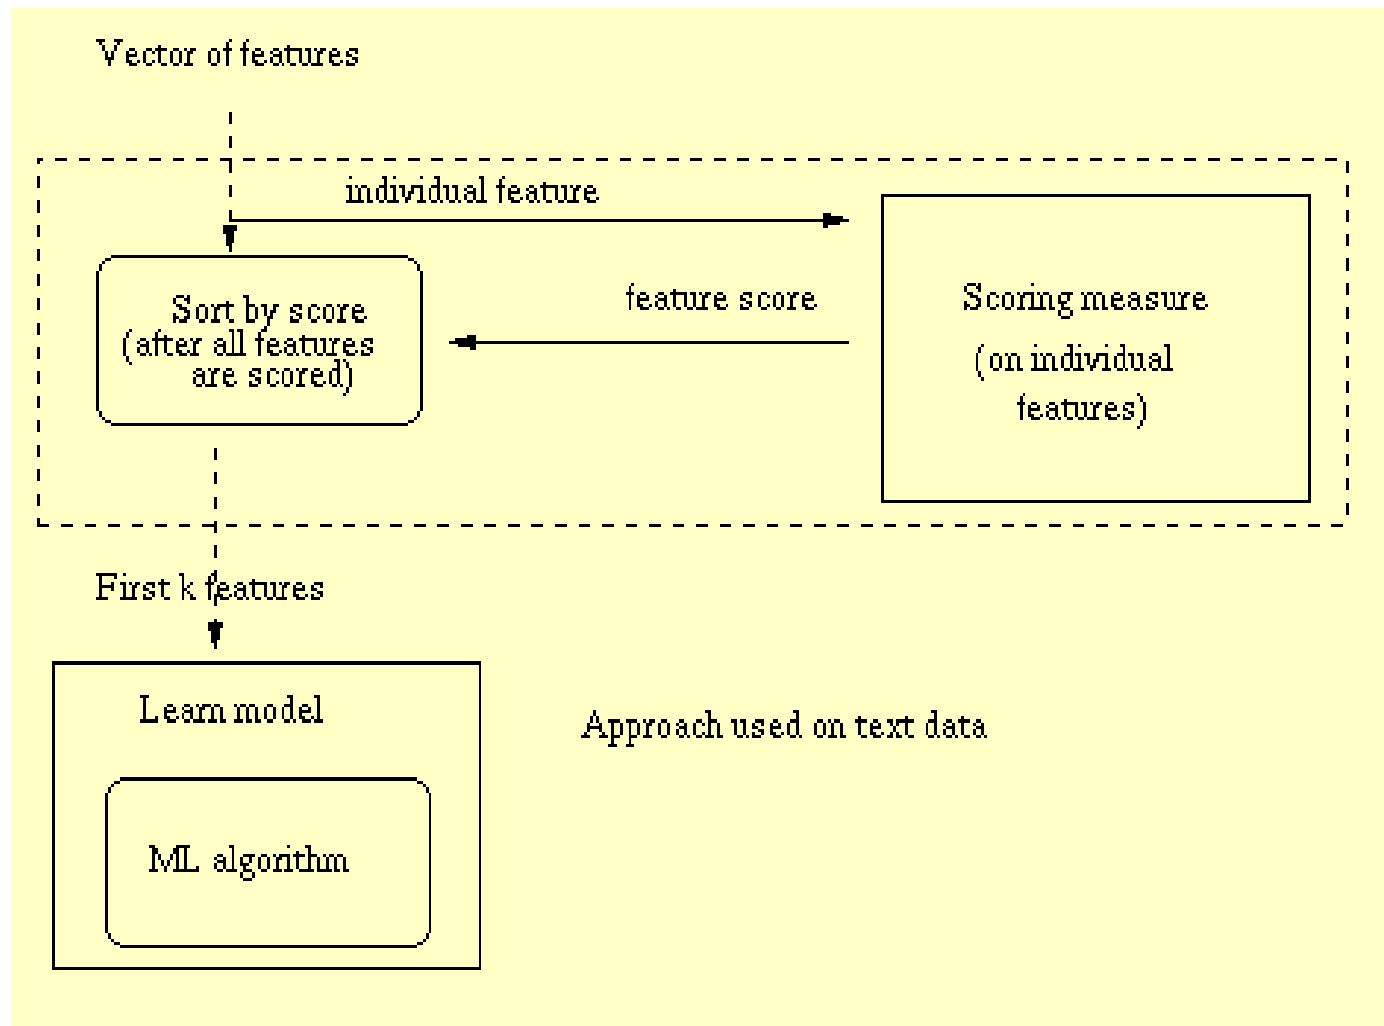 Vector of features
individual feature
Sort by score
(after all features
are scored)
feature score
Scoring measure
(on individual
features)
First k features
Learn model
ML algorithm
Approach used on text data